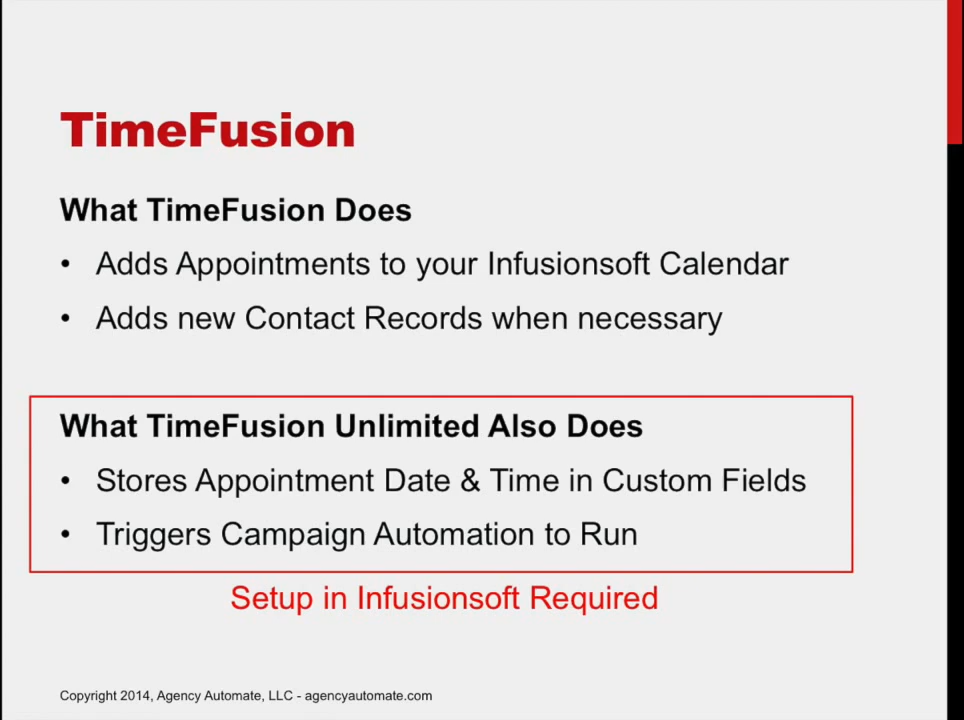 TimeFusion
What TimeFusion Does
• Adds Appointments to your Infusionsoft Calendar
• Adds new Contact Records when necessary
What TimeFusion Unlimited Also Does
• Stores Appointment Date & Time in Custom Fields
• Triggers Campaign Automation to Run
Setup in Infusionsoft Required
Copyright 2014, Agency Automate, LLC - agencyautomate.com